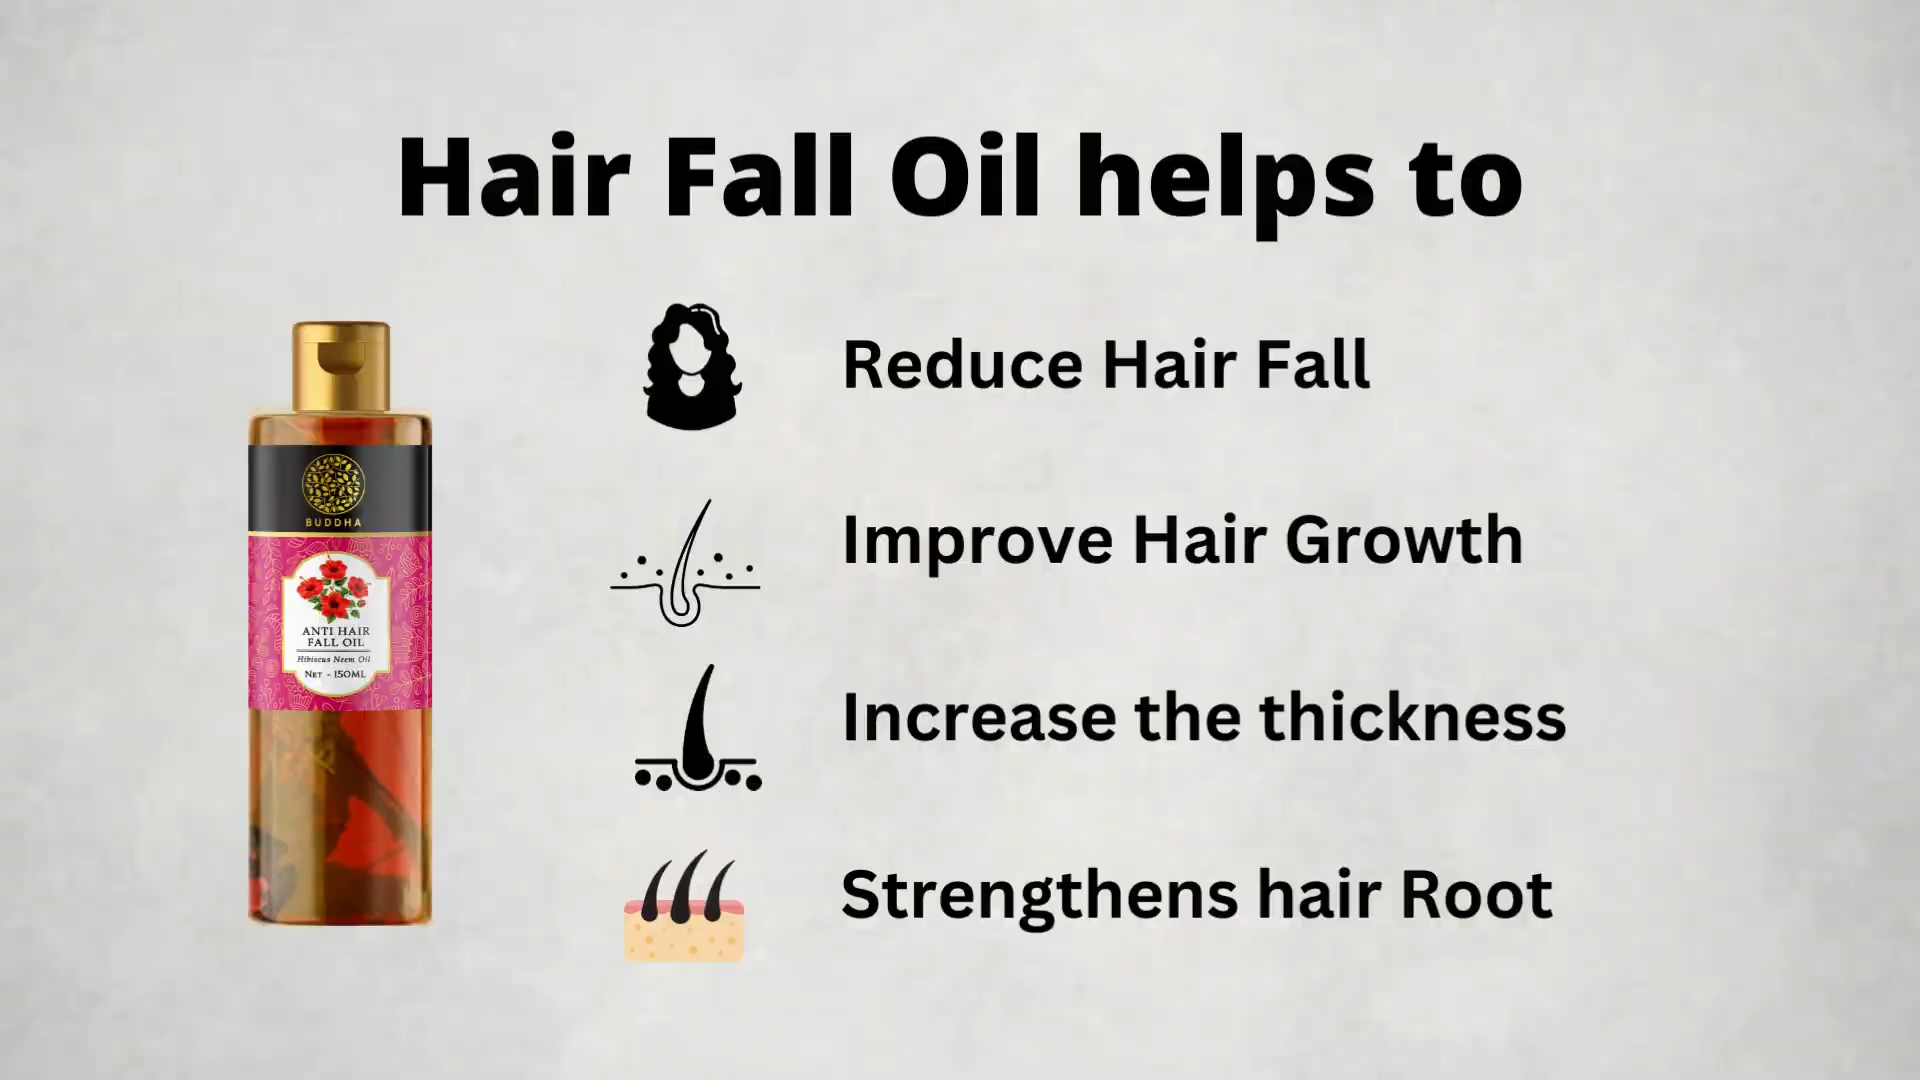 Hair Fall Oil helps to
Reduce Hair Fall
Improve Hair Growth
Increase the thickness
Strengthens hair Root
BUDDHA
ANTI HAIR
FALL OIL
Hibiscus Neem Oil
NET - 150ML